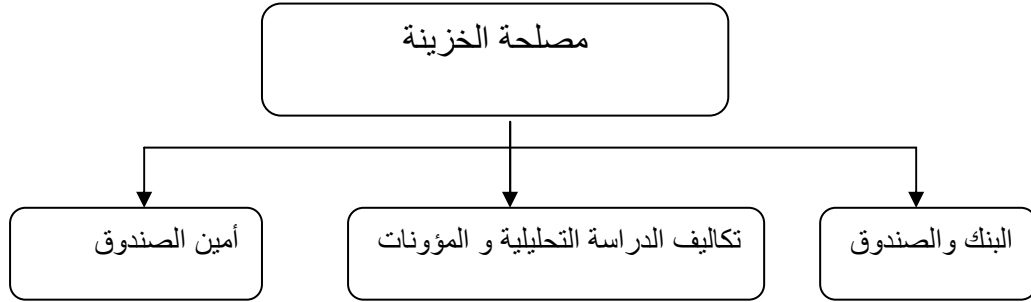 مصلحة الخزينة
البنك والصندوق
تكاليف الدراسة التحليلية و المؤونات
أمين الصندوق